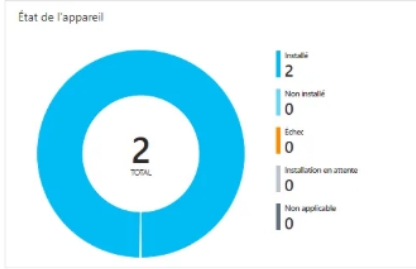 État de l'appareil
2
TOTAL
Installé
2
Non installé
0
Échec
0
Installation en attente
0
Non applicable
0